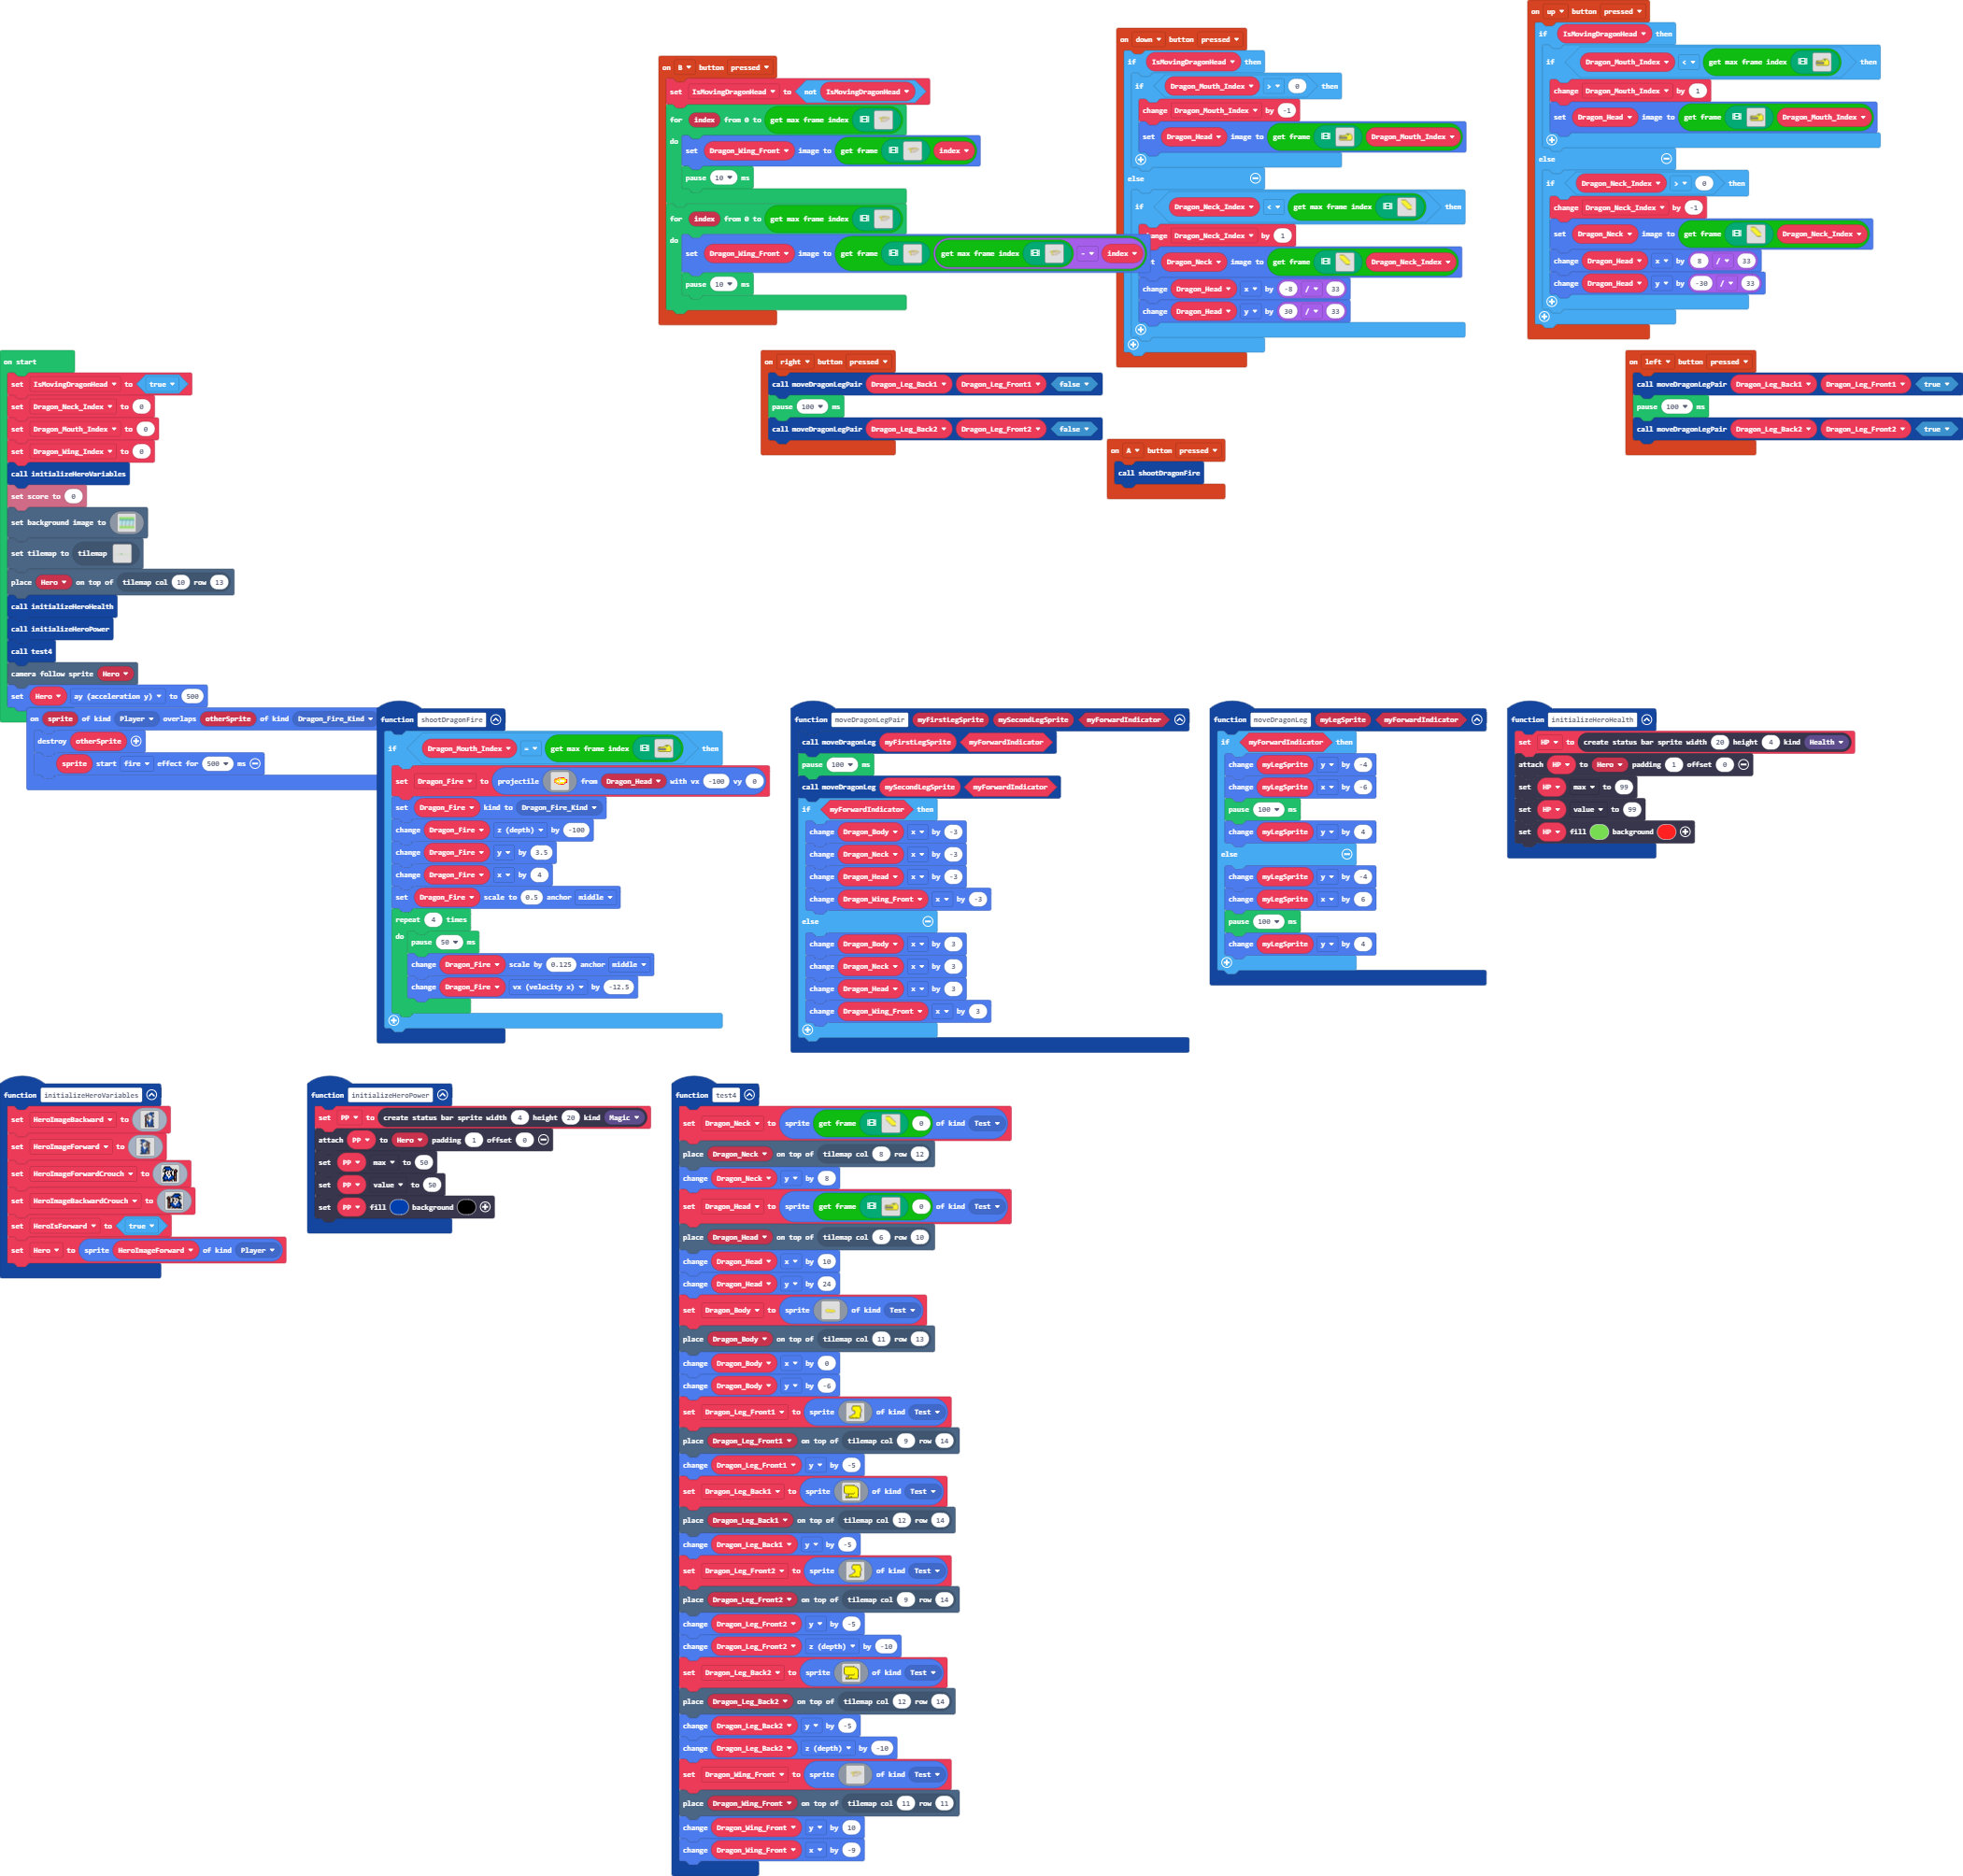 on B button pressed
set IsMovingDragonHead to not IsMovingDragonHead
for index from 0 to get max frame index
do
set Dragon_Wing_Front image to get frame index
pause 10 ms
for index from 0 to get max frame index
do
set Dragon_Wing_Front image to get frame get max frame index - index
pause 10 ms
on down button pressed
if IsMovingDragonHead then
if Dragon_Mouth_Index > 0 then
change Dragon_Mouth_Index by -1
set Dragon_Head image to get frame Dragon_Mouth_Index
else
if Dragon_Neck_Index < get max frame index then
ange Dragon_Neck_Index by 1
t Dragon_Neck image to get frame Dragon_Neck_Index
change Dragon_Head x by -8 / 33
change Dragon_Head y by 30 / 33
on up button pressed
if IsMovingDragonHead then
if Dragon_Mouth_Index < get max frame index then
change Dragon_Mouth_Index by 1
set Dragon_Head image to get frame Dragon_Mouth_Index
else
if Dragon_Neck_Index > 0 then
change Dragon_Neck_Index by -1
set Dragon_Neck image to get frame Dragon_Neck_Index
change Dragon_Head x by 8 / 33
change Dragon_Head y by -30 / 33
on start
set IsMovingDragonHead to true
set Dragon_Neck_Index to 0
set Dragon_Mouth_Index to 0
set Dragon_Wing_Index to 0
call initializeHeroVariables
set score to 0
set background image to
set tilemap to tilemap
place Hero on top of tilemap col 10 row 13
call initializeHeroHealth
call initializeHeroPower
call test4
camera follow sprite Hero
set Hero ay (acceleration y) to 500
on right button pressed
call moveDragonLegPair Dragon_Leg_Back1 Dragon_Leg_Front1 false
pause 100 ms
call moveDragonLegPair Dragon_Leg_Back2 Dragon_Leg_Front2 false
on A button pressed
call shootDragonFire
on left button pressed
call moveDragonLegPair Dragon_Leg_Back1 Dragon_Leg_Front1 true
pause 100 ms
call moveDragonLegPair Dragon_Leg_Back2 Dragon_Leg_Front2 true
on sprite of kind Player overlaps otherSprite of kind Dragon_Fire_Kind
destroy otherSprite
sprite start fire effect for 500 ms
function shootDragonFire
if Dragon_Mouth_Index = get max frame index then
set Dragon_Fire to projectile from Dragon_Head with vx -100 vy 0
set Dragon_Fire kind to Dragon_Fire_Kind
change Dragon_Fire z (depth) by -100
change Dragon_Fire y by 3.5
change Dragon_Fire x by 4
set Dragon_Fire scale to 0.5 anchor middle
repeat 4 times
do
pause 50 ms
change Dragon_Fire scale by 0.125 anchor middle
change Dragon_Fire vx (velocity x) by -12.5
function moveDragonLegPair myFirstLegSprite mySecondLegSprite myForwardIndicator
call moveDragonLeg myFirstLegSprite myForwardIndicator
pause 100 ms
call moveDragonLeg mySecondLegSprite myForwardIndicator
if myForwardIndicator then
change Dragon_Body x by -3
change Dragon_Neck x by -3
change Dragon_Head x by -3
change Dragon_Wing_Front x by -3
else
change Dragon_Body x by 3
change Dragon_Neck x by 3
change Dragon_Head x by 3
change Dragon_Wing_Front x by 3
function moveDragonLeg myLegSprite myForwardIndicator
if myForwardIndicator then
change myLegSprite y by -4
change myLegSprite x by -6
pause 100 ms
change myLegSprite y by 4
else
change myLegSprite y by -4
change myLegSprite x by 6
pause 100 ms
change myLegSprite y by 4
function initializeHeroHealth
set HP to create status bar sprite width 20 height 4 kind Health
attach HP to Hero padding 1 offset 0
set HP max to 99
set HP value to 99
set HP fill background
function initializeHeroVariables
set HeroImageBackward to
set HeroImageForward to
set HeroImageForwardCrouch to
set HeroImageBackwardCrouch to
set HeroIsForward to true
set Hero to sprite HeroImageForward of kind Player
function initializeHeroPower
set PP to create status bar sprite width 4 height 20 kind Magic
attach PP to Hero padding 1 offset 0
set PP max to 50
set PP value to 50
set PP fill background
function test4
set Dragon_Neck to sprite get frame 0 of kind Test
place Dragon_Neck on top of tilemap col 8 row 12
change Dragon_Neck y by 8
set Dragon_Head to sprite get frame 0 of kind Test
place Dragon_Head on top of tilemap col 6 row 10
change Dragon_Head x by 10
change Dragon_Head y by 24
set Dragon_Body to sprite of kind Test
place Dragon_Body on top of tilemap col 11 row 13
change Dragon_Body x by 0
change Dragon_Body y by -6
set Dragon_Leg_Front1 to sprite of kind Test
place Dragon_Leg_Front1 on top of tilemap col 9 row 14
change Dragon_Leg_Front1 y by -5
set Dragon_Leg_Back1 to sprite of kind Test
place Dragon_Leg_Back1 on top of tilemap col 12 row 14
change Dragon_Leg_Back1 y by -5
set Dragon_Leg_Front2 to sprite of kind Test
place Dragon_Leg_Front2 on top of tilemap col 9 row 14
change Dragon_Leg_Front2 y by -5
change Dragon_Leg_Front2 z (depth) by -10
set Dragon_Leg_Back2 to sprite of kind Test
place Dragon_Leg_Back2 on top of tilemap col 12 row 14
change Dragon_Leg_Back2 y by -5
change Dragon_Leg_Back2 z (depth) by -10
set Dragon_Wing_Front to sprite of kind Test
place Dragon_Wing_Front on top of tilemap col 11 row 11
change Dragon_Wing_Front y by 10
change Dragon_Wing_Front x by -9